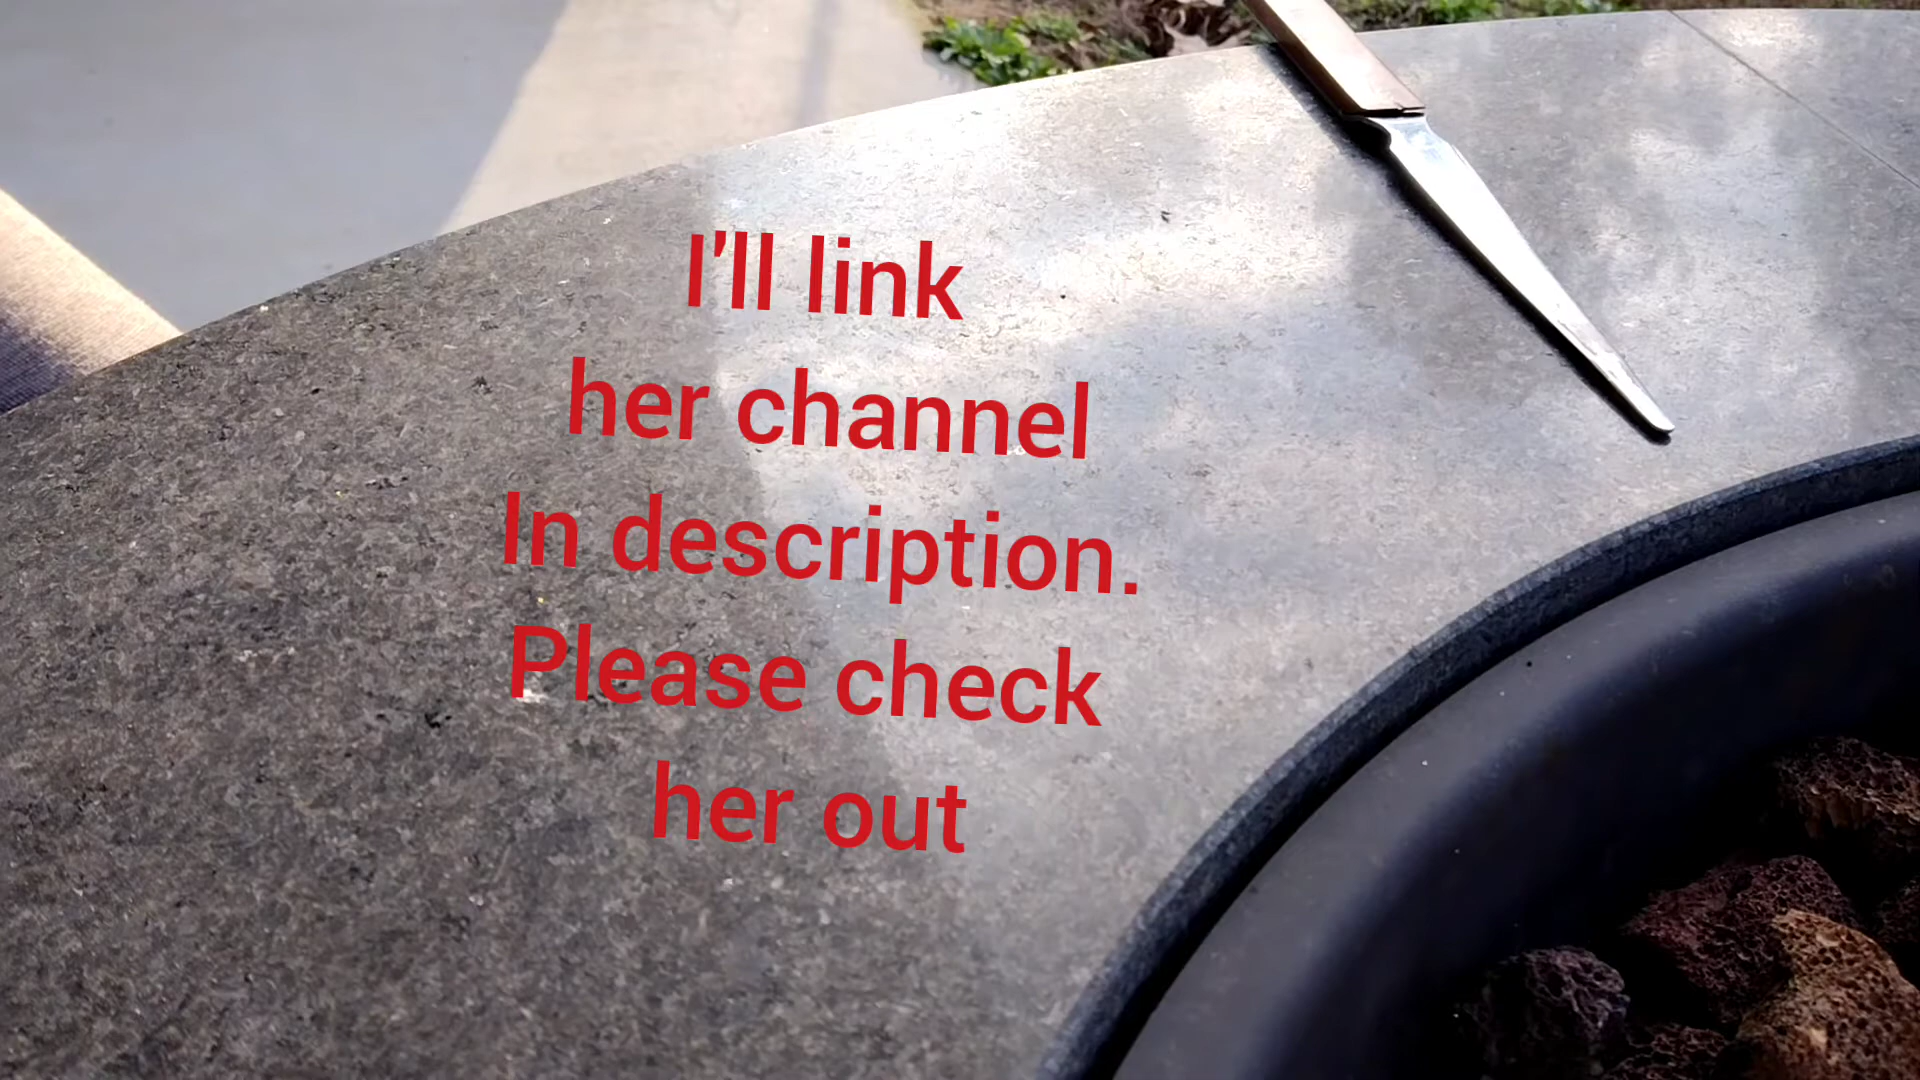 I'll link
her channel
In description.
Please check
her out